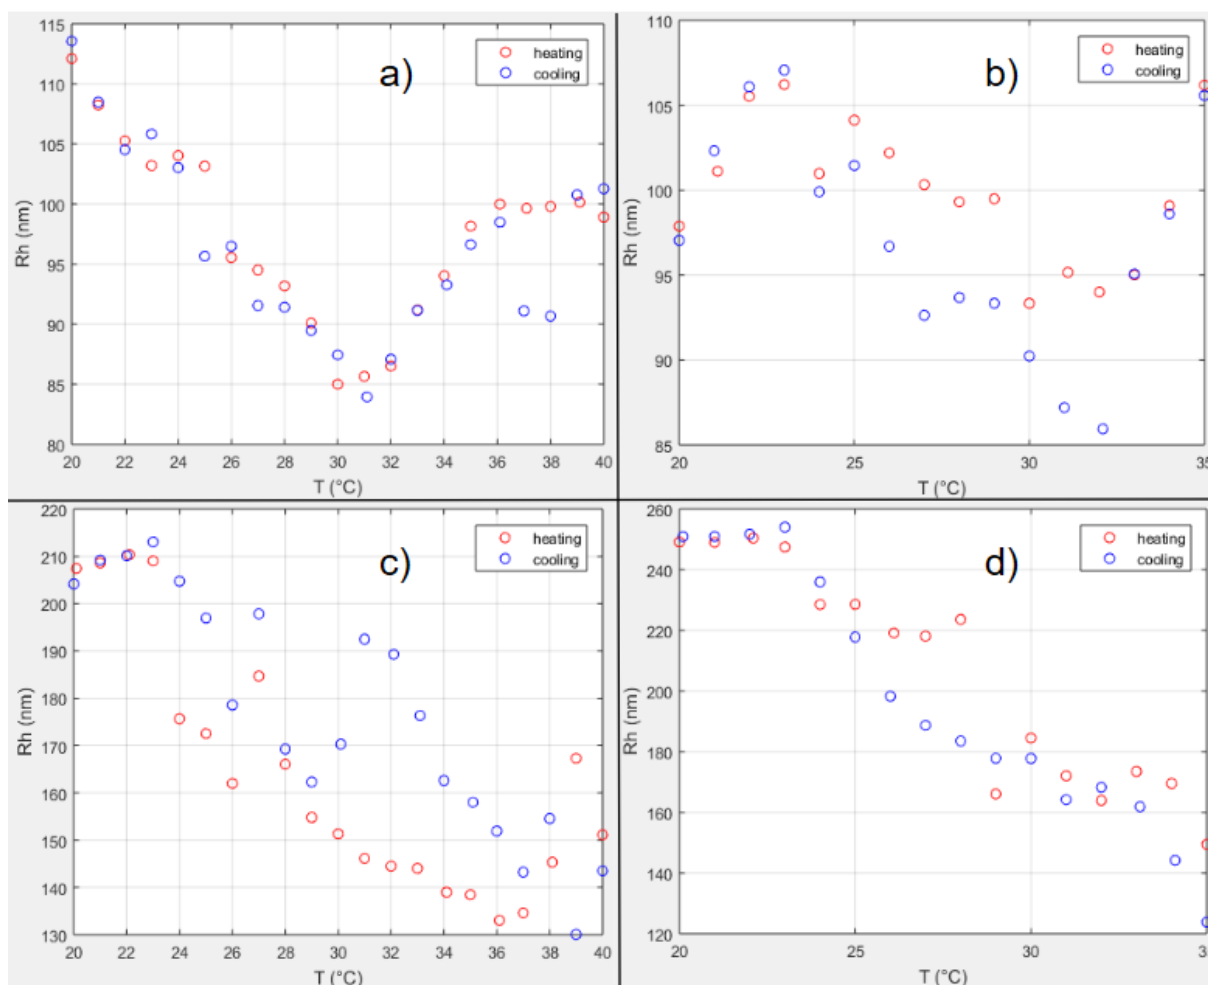 a)
heating
cooling
Rh (nm)
115
110
105
100
95
90
85
80
20 22 24 26 28 30 32 34 36 38 40
T (°C)
b)
heating
cooling
Rh (nm)
110
105
100
95
90
85
20 25 30 35
T (°C)
c)
heating
cooling
Rh (nm)
220
210
200
190
180
170
160
150
140
130
20 22 24 26 28 30 32 34 36 38 40
T (°C)
d)
heating
cooling
Rh (nm)
260
240
220
200
180
160
140
120
20 25 30 35
T (°C)